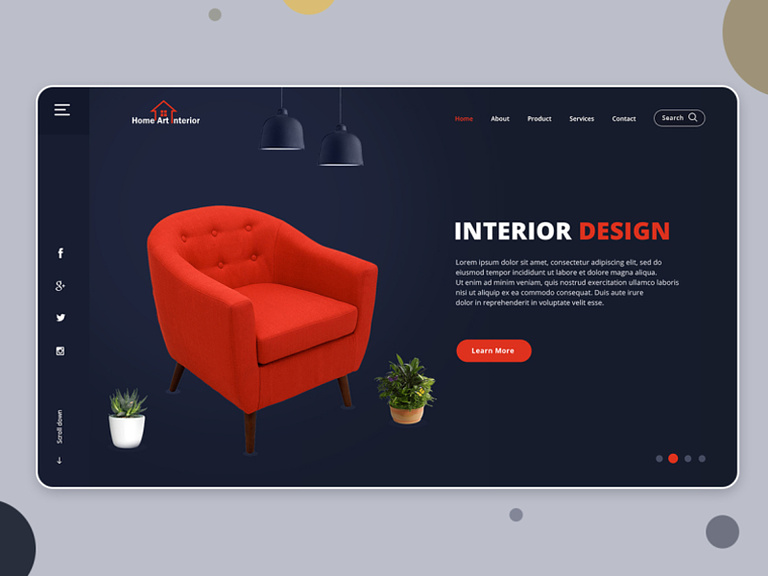 Home Art Interior
Home
About
Product
Services
Contact
Search
INTERIOR DESIGN
Lorem ipsum dolor sit amet, consectetur adipiscing elit, sed do
eiusmod tempor incididunt ut labore et dolore magna aliqua.
Ut enim ad minim veniam, quis nostrud exercitation ullamco laboris
nisi ut aliquip ex ea commodo consequat. Duis aute irure
dolor in reprehenderit in voluptate velit esse.
Learn More
Scroll down